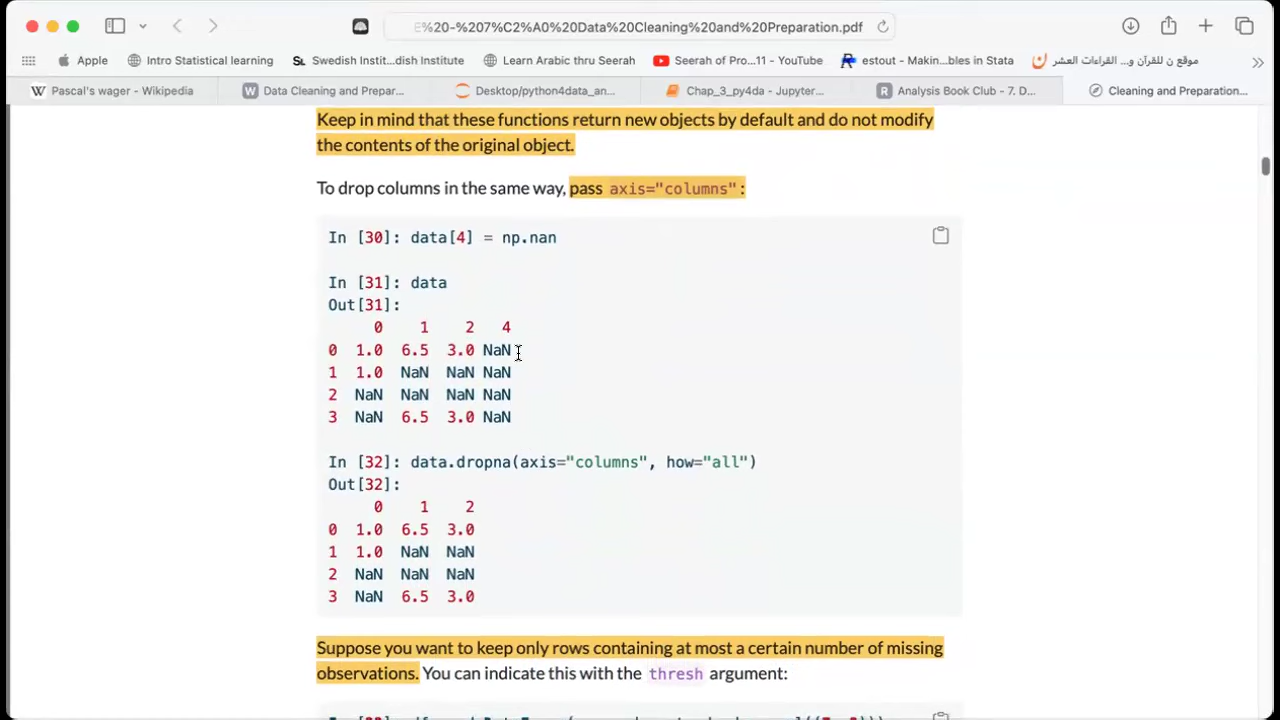 E%20-%207%C2%A0%20Data%20Cleaning%20and%20Preparation.pdf
Apple Intro Statistical learning Swedish Instit...dish Institute Learn Arabic thru Seerah Seerah of Pro...11 - YouTube estout - Makin...bles in Stata موقع ن للقرآن و... القراءات العشر
Pascal's wager - Wikipedia Data Cleaning and Prepar... Desktop/python4data_an... Chap_3_py4da - Jupyter... Analysis Book Club - 7. D... Cleaning and Preparation...
Keep in mind that these functions return new objects by default and do not modify
the contents of the original object.
To drop columns in the same way, pass axis="columns":
In [30]: data[4] = np.nan
In [31]: data
Out[31]:
0 1 2 4
0 1.0 6.5 3.0 NaN
1 1.0 NaN NaN NaN
2 NaN NaN NaN NaN
3 NaN 6.5 3.0 NaN
In [32]: data.dropna(axis="columns", how="all")
Out[32]:
0 1 2
0 1.0 6.5 3.0
1 1.0 NaN NaN
2 NaN NaN NaN
3 NaN 6.5 3.0
Suppose you want to keep only rows containing at most a certain number of missing
observations. You can indicate this with the thresh argument: